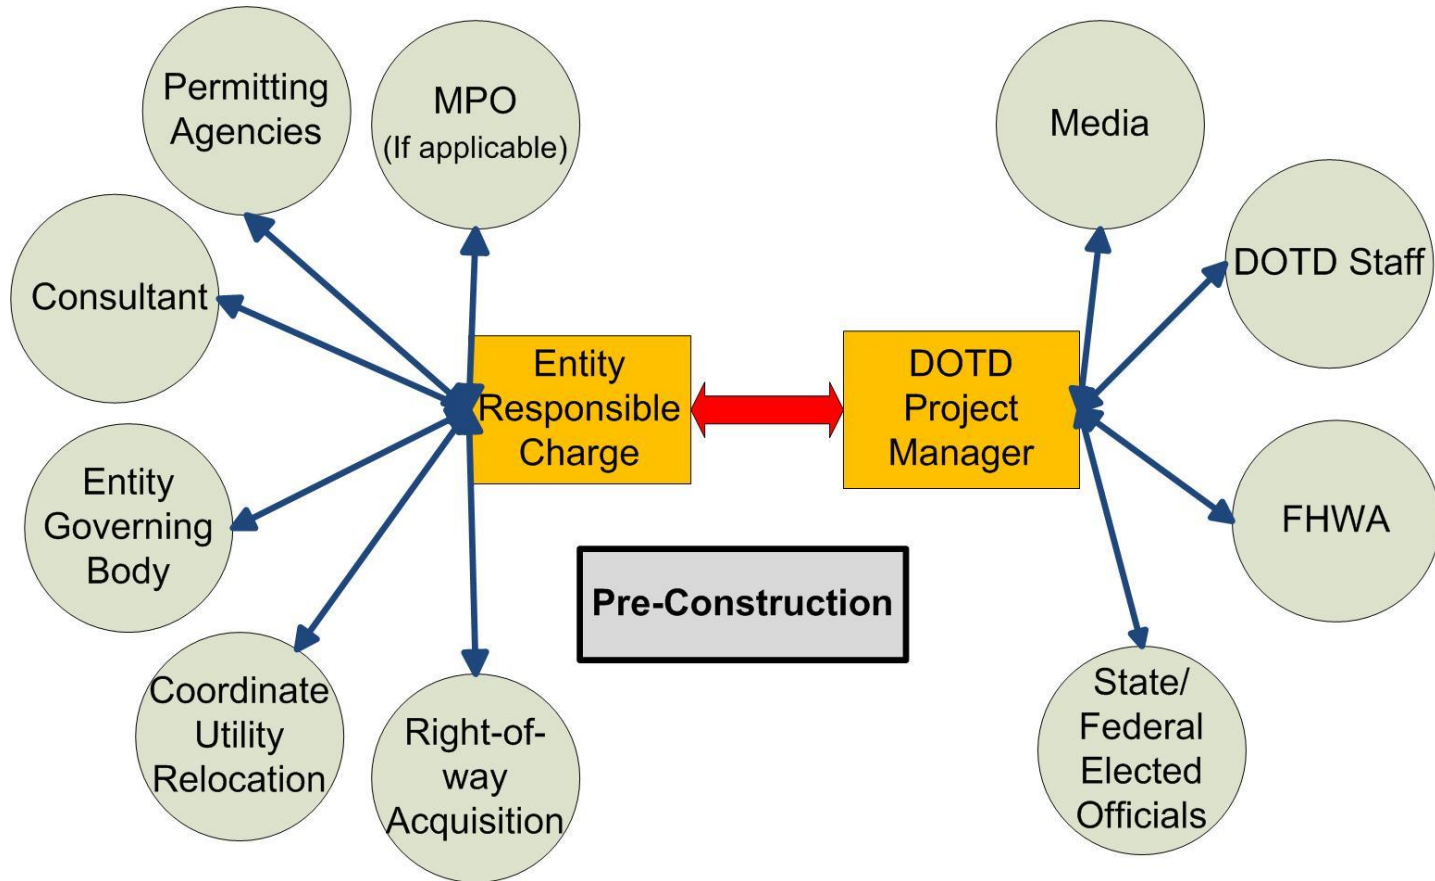 Permitting
Agencies
MPO
(If applicable)
Media
Consultant
DOTD Staff
Entity
Responsible
Charge
DOTD
Project
Manager
Entity
Governing
Body
FHWA
Pre-Construction
Coordinate
Utility
Relocation
Right-of-
way
Acquisition
State/
Federal
Elected
Officials